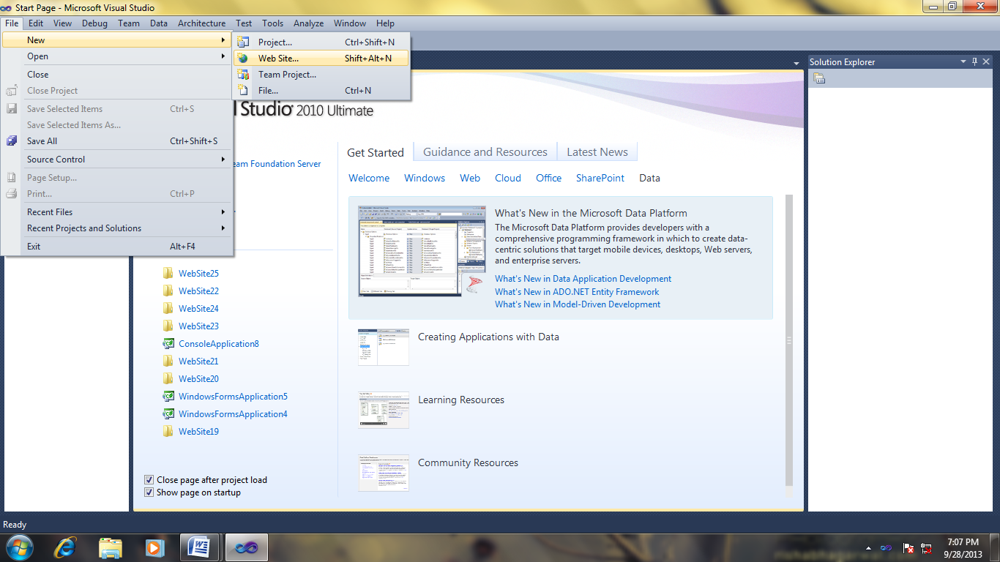 Start Page - Microsoft Visual Studio
File Edit View Debug Team Data Architecture Test Tools Analyze Window Help
New
Open
Close
Close Project
Save Selected Items Ctrl+S
Save Selected Items As...
Save All Ctrl+Shift+S
Source Control
Page Setup...
Print... Ctrl+P
Recent Files
Recent Projects and Solutions
Exit Alt+F4
Project... Ctrl+Shift+N
Web Site... Shift+Alt+N
Team Project...
File... Ctrl+N
Solution Explorer
Studio 2010 Ultimate
eam Foundation Server
WebSite25
WebSite22
WebSite24
WebSite23
ConsoleApplication8
WebSite21
WebSite20
WindowsFormsApplication5
WindowsFormsApplication4
WebSite19
Close page after project load
Show page on startup
Get Started Guidance and Resources Latest News
Welcome Windows Web Cloud Office SharePoint Data
What's New in the Microsoft Data Platform
The Microsoft Data Platform provides developers with a
comprehensive programming framework in which to create data-
centric solutions that target mobile devices, desktops, Web servers,
and enterprise servers.
What's New in Data Application Development
What's New in ADO.NET Entity Framework
What's New in Model-Driven Development
Creating Applications with Data
Learning Resources
Community Resources
Ready
7:07 PM
9/28/2013